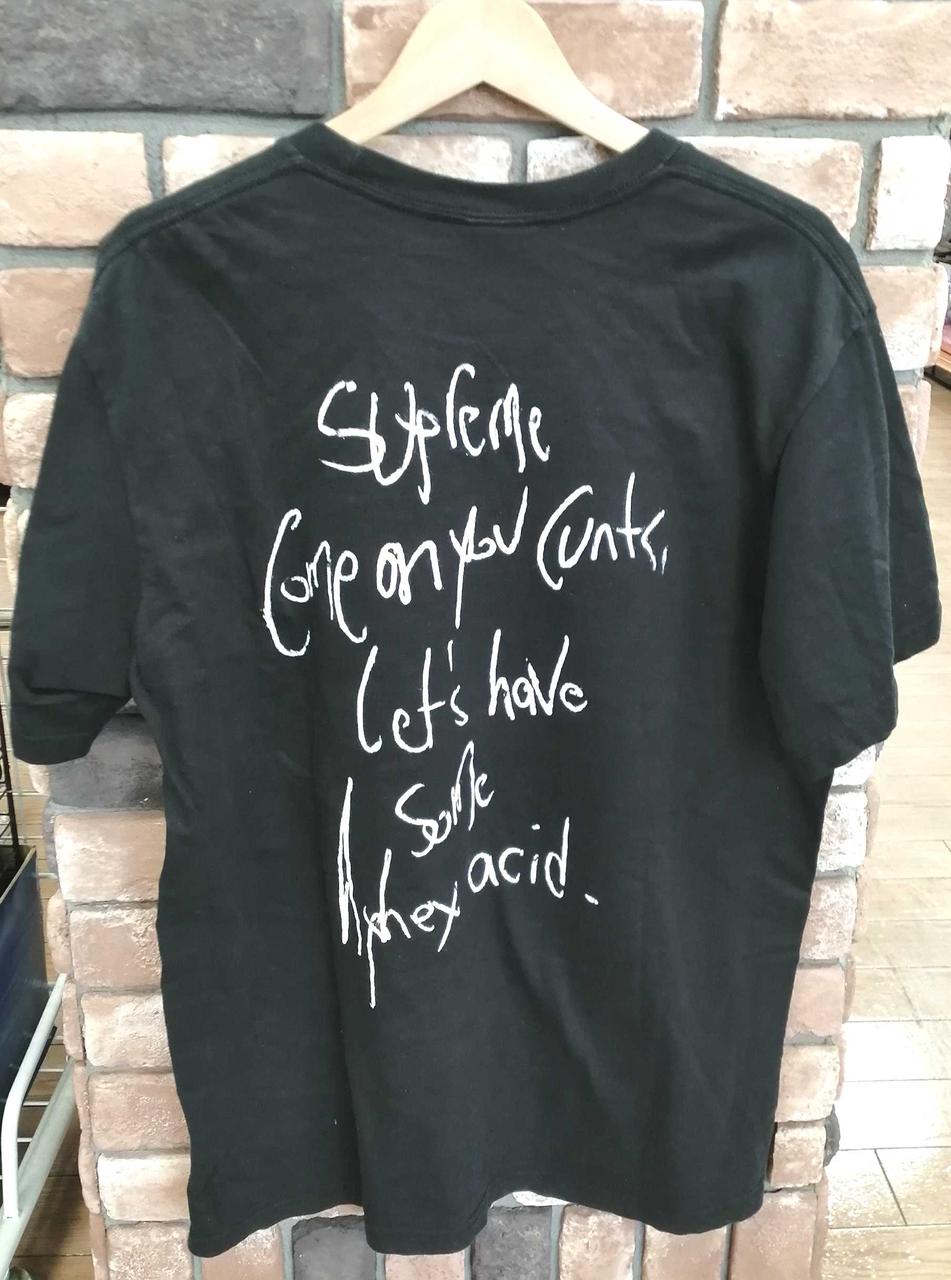 Supreme
Come on you Cunts,
let's have
some
Aphex acid.